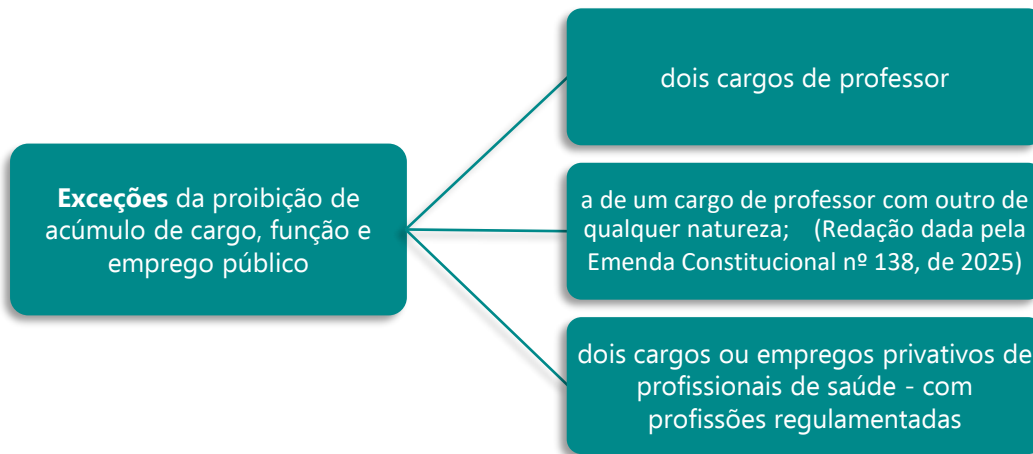 Exceções da proibição de
acúmulo de cargo, função e
emprego público
dois cargos de professor
a de um cargo de professor com outro de
qualquer natureza; (Redação dada pela
Emenda Constitucional nº 138, de 2025)
dois cargos ou empregos privativos de
profissionais de saúde - com
profissões regulamentadas